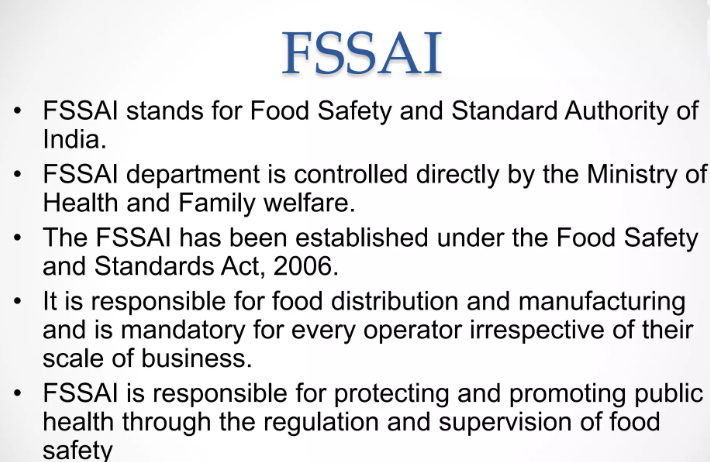 FSSAI
• FSSAI stands for Food Safety and Standard Authority of
India.
• FSSAI department is controlled directly by the Ministry of
Health and Family welfare.
• The FSSAI has been established under the Food Safety
and Standards Act, 2006.
• It is responsible for food distribution and manufacturing
and is mandatory for every operator irrespective of their
scale of business.
• FSSAI is responsible for protecting and promoting public
health through the regulation and supervision of food
safety